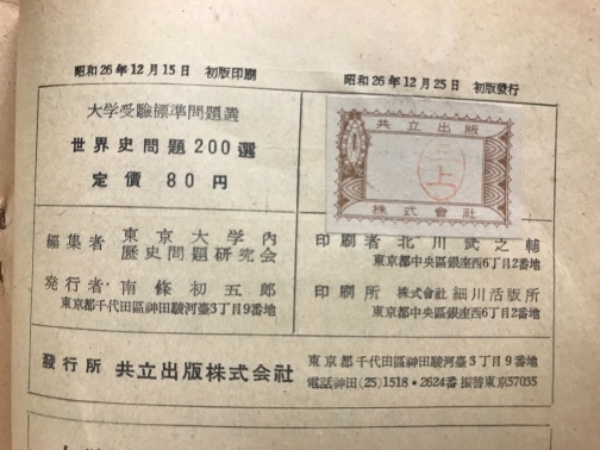 昭和26年12月15日 初版印刷
昭和26年12月25日 初版發行
大学受験標準問題選
世界史問題200選
定價 80円
共立出版
三上
株式會社
編集者 東京大学内
歴史問題研究会
発行者 南條初五郎
東京都千代田區神田駿河臺3丁目9番地
印刷者 北川武之輔
東京都中央區銀座西6丁目2番地
印刷所 株式會社 細川活版所
東京都中央區銀座西6丁目2番地
發行所 共立出版株式会社
東京都千代田區神田駿河臺3丁目9番地
電話神田(25)1518・2624番 振替東京57035